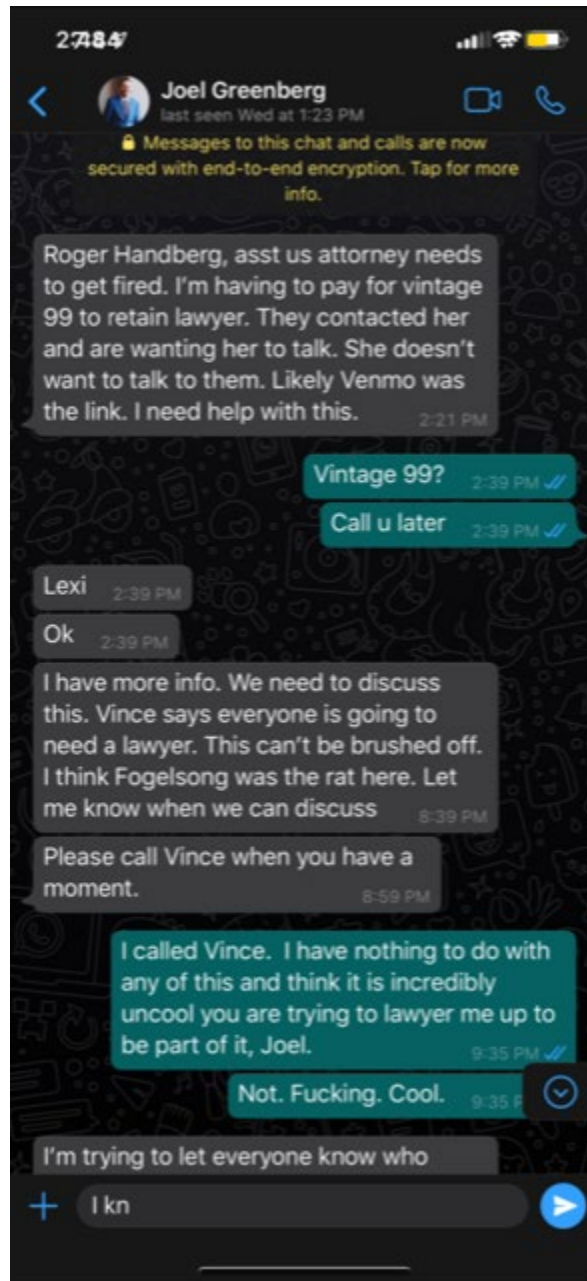 Joel Greenberg
last seen Wed at 1:23 PM
Messages to this chat and calls are now
secured with end-to-end encryption. Tap for more
info.
Roger Handberg, asst us attorney needs
to get fired. I'm having to pay for vintage
99 to retain lawyer. They contacted her
and are wanting her to talk. She doesn't
want to talk to them. Likely Venmo was
the link. I need help with this.
2:21 PM
Vintage 99?
2:39 PM
Call u later
2:39 PM
Lexi
2:39 PM
Ok
2:39 PM
I have more info. We need to discuss
this. Vince says everyone is going to
need a lawyer. This can't be brushed off.
I think Fogelsong was the rat here. Let
me know when we can discuss
8:39 PM
Please call Vince when you have a
moment.
8:59 PM
I called Vince. I have nothing to do with
any of this and think it is incredibly
uncool you are trying to lawyer me up to
be part of it, Joel.
9:35 PM
Not. Fucking. Cool.
9:35 P
I'm trying to let everyone know who
I kn